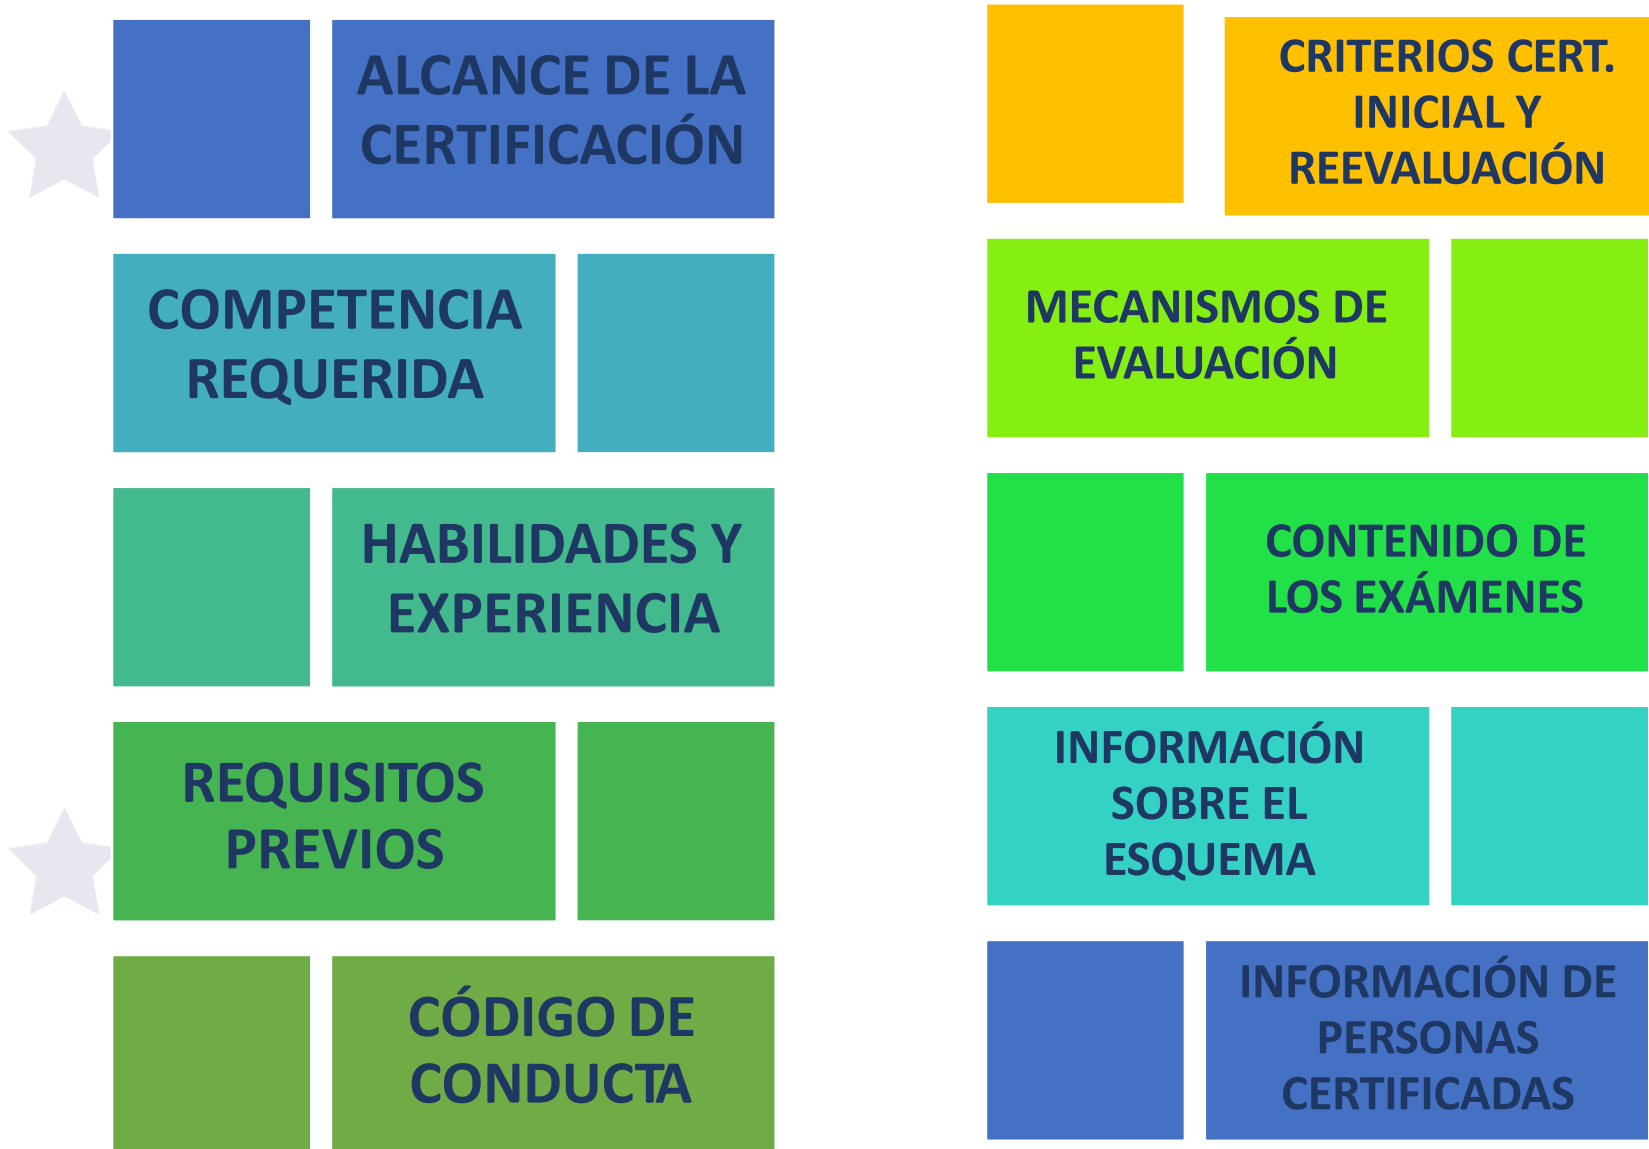 ALCANCE DE LA
CERTIFICACIÓN
COMPETENCIA
REQUERIDA
HABILIDADES Y
EXPERIENCIA
REQUISITOS
PREVIOS
CÓDIGO DE
CONDUCTA
CRITERIOS CERT.
INICIAL Y
REEVALUACIÓN
MECANISMOS DE
EVALUACIÓN
CONTENIDO DE
LOS EXÁMENES
INFORMACIÓN
SOBRE EL
ESQUEMA
INFORMACIÓN DE
PERSONAS
CERTIFICADAS